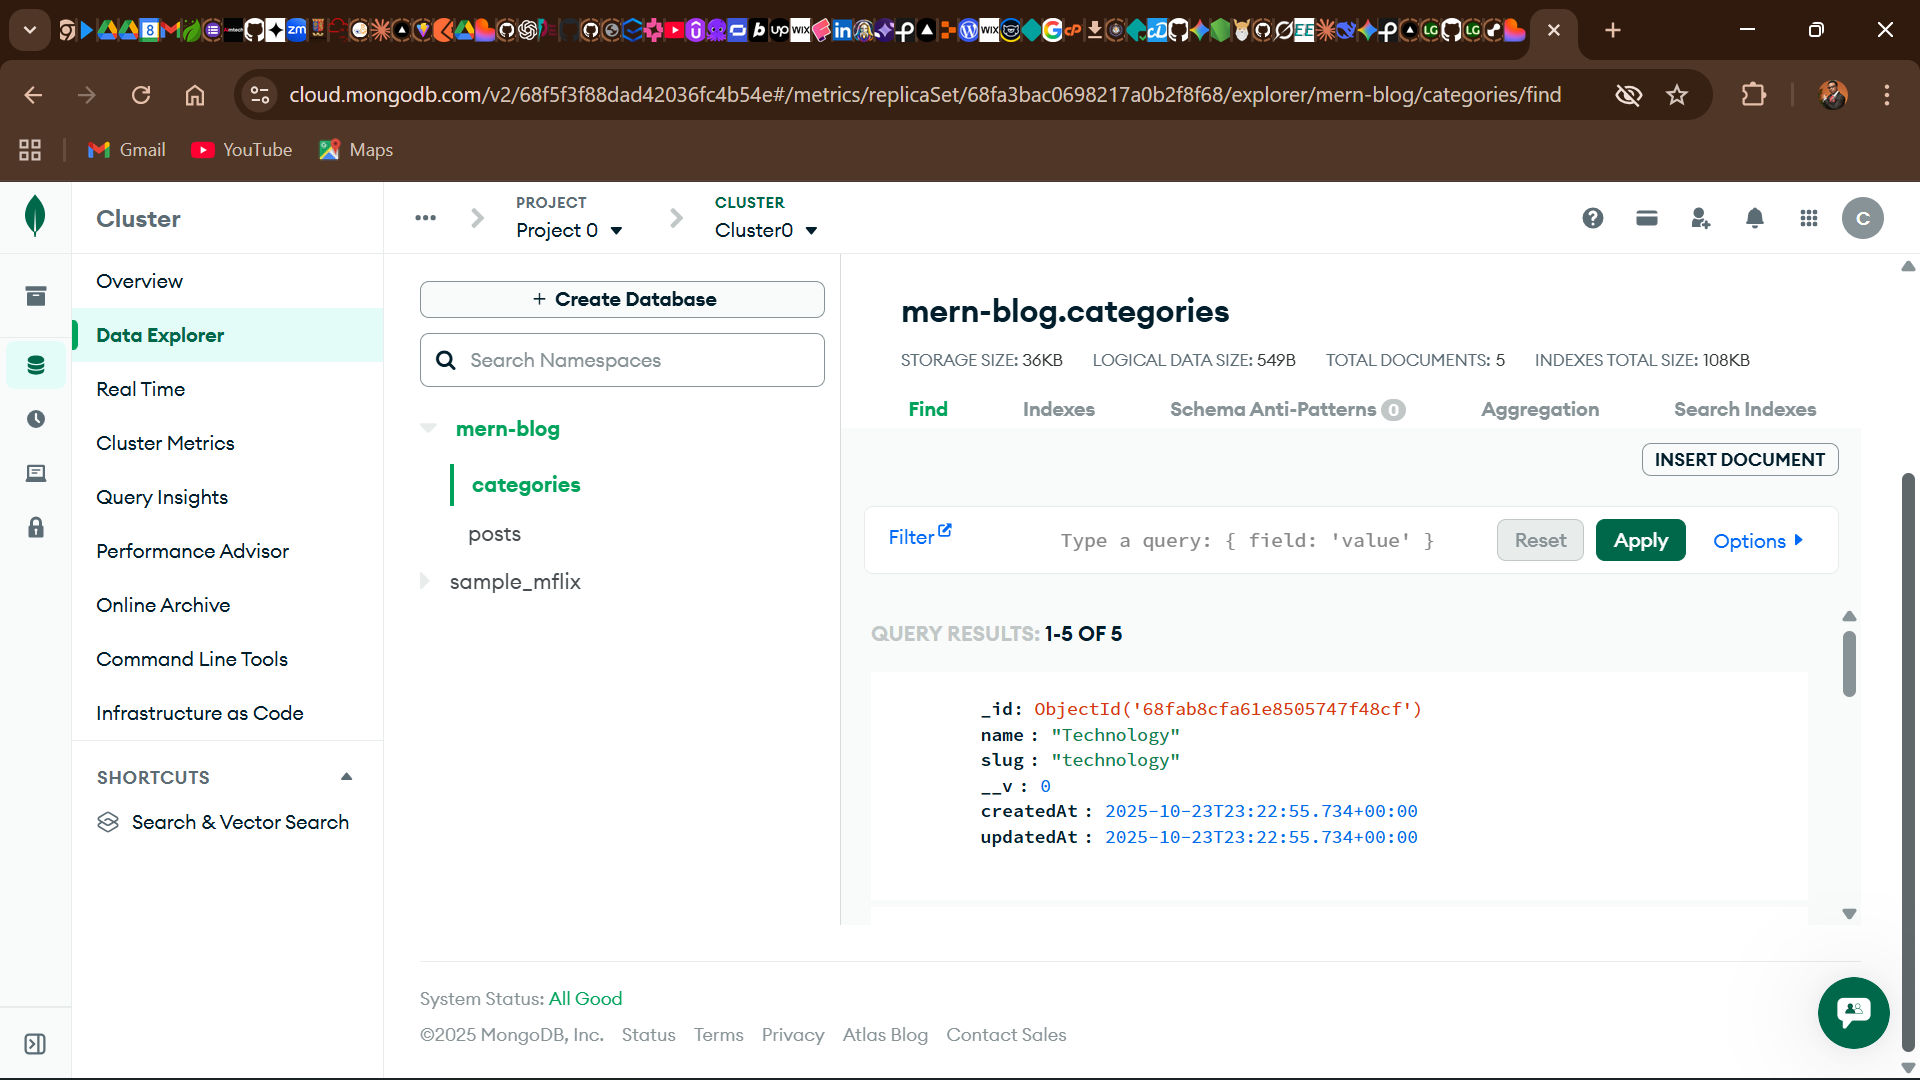 cloud.mongodb.com/v2/68f5f3f88dad42036fc4b54e#/metrics/replicaSet/68fa3bac0698217a0b2f8f68/explorer/mern-blog/categories/find
Gmail
YouTube
Maps
Cluster
PROJECT
Project 0
CLUSTER
Cluster0
C
Overview
Data Explorer
Real Time
Cluster Metrics
Query Insights
Performance Advisor
Online Archive
Command Line Tools
Infrastructure as Code
SHORTCUTS
Search & Vector Search
+ Create Database
Search Namespaces
mern-blog
categories
posts
sample_mflix
mern-blog.categories
STORAGE SIZE: 36KB LOGICAL DATA SIZE: 549B TOTAL DOCUMENTS: 5 INDEXES TOTAL SIZE: 108KB
Find Indexes Schema Anti-Patterns 0 Aggregation Search Indexes
INSERT DOCUMENT
Filter Type a query: { field: 'value' } Reset Apply Options
QUERY RESULTS: 1-5 OF 5
_id: ObjectId('68fab8cfa61e8505747f48cf')
name : "Technology"
slug : "technology"
__v : 0
createdAt : 2025-10-23T23:22:55.734+00:00
updatedAt : 2025-10-23T23:22:55.734+00:00
System Status: All Good
©2025 MongoDB, Inc. Status Terms Privacy Atlas Blog Contact Sales